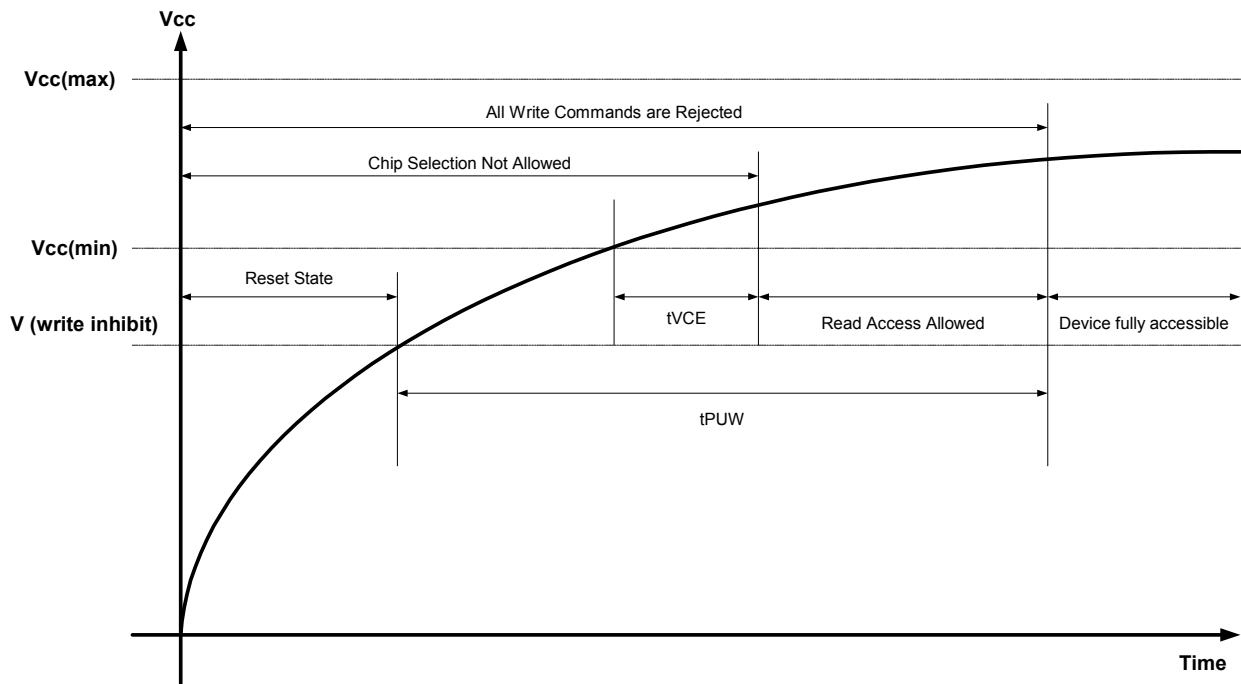 Vcc
Vcc(max)
All Write Commands are Rejected
Chip Selection Not Allowed
Vcc(min)
Reset State
V (write inhibit)
tVCE
Read Access Allowed
Device fully accessible
tPUW
Time